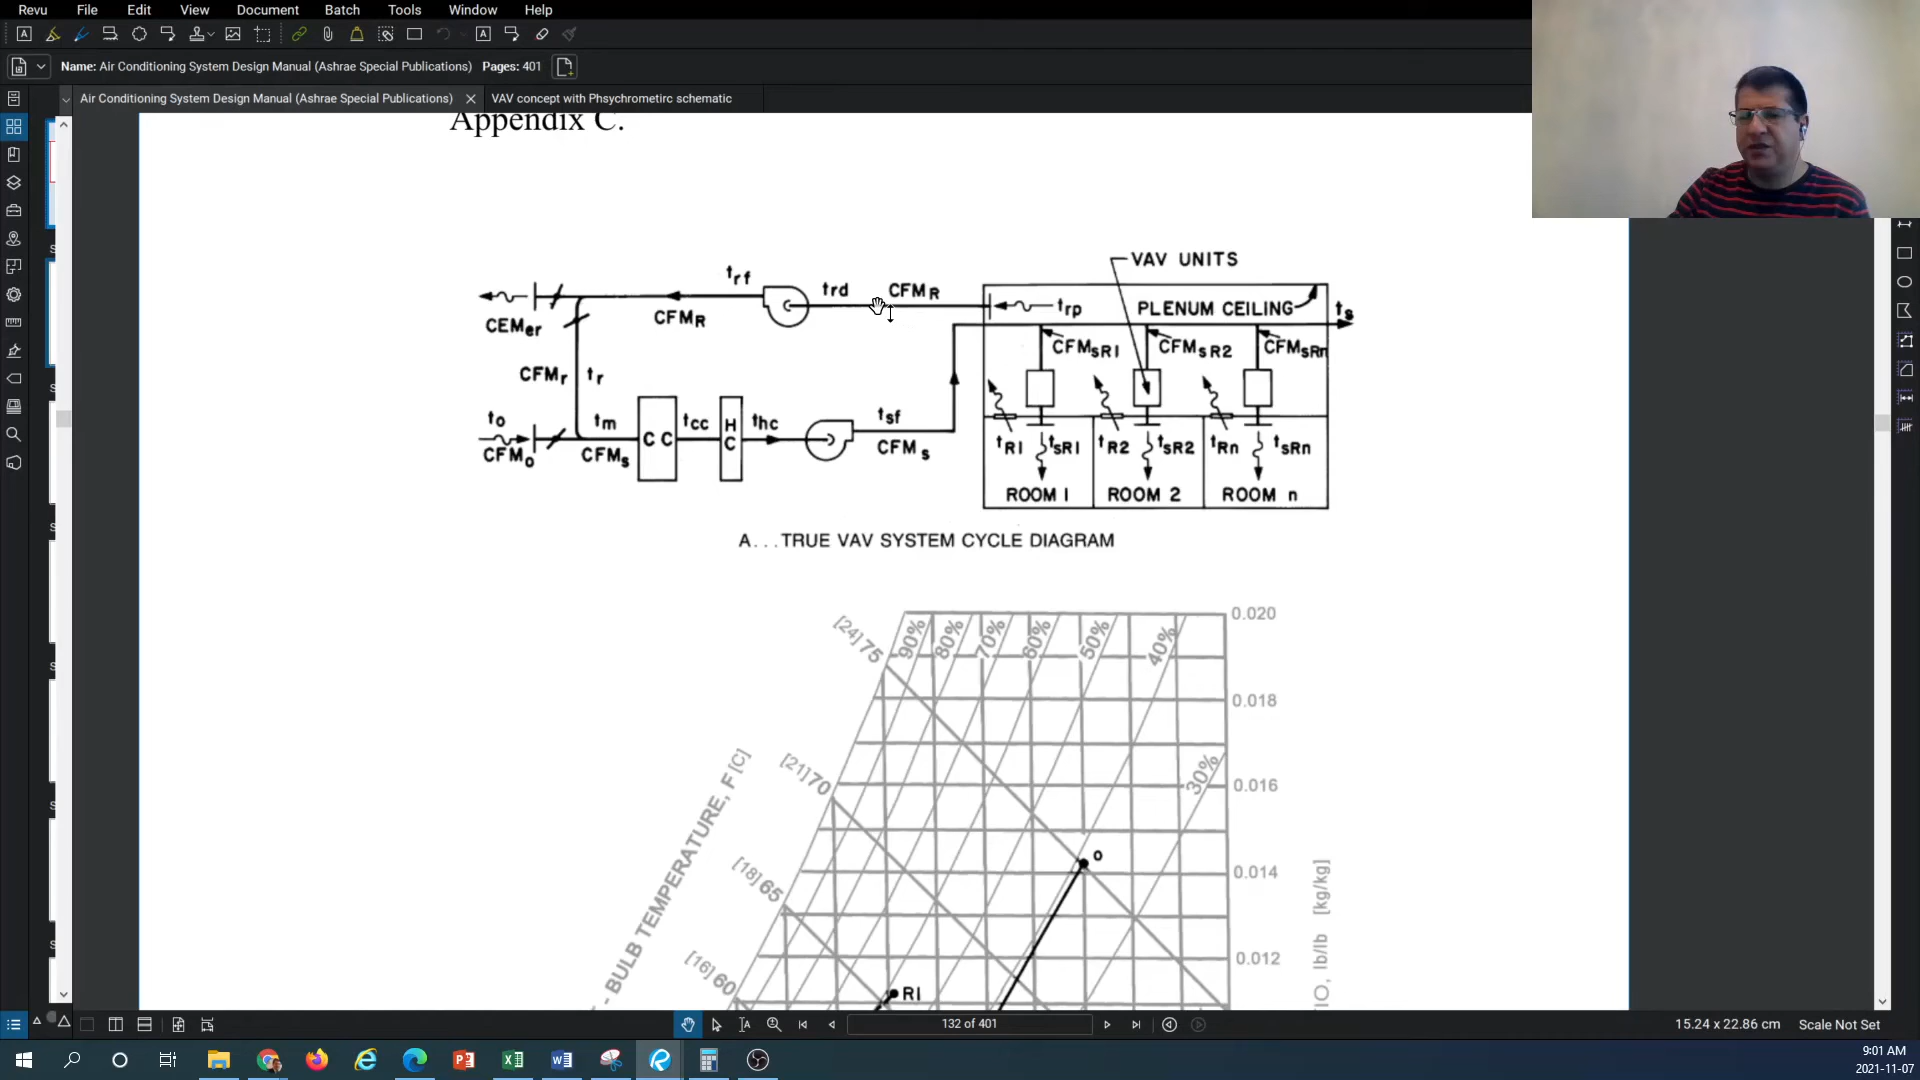 Revu File Edit View Document Batch Tools Window Help
Name: Air Conditioning System Design Manual (Ashrae Special Publications) Pages: 401
Air Conditioning System Design Manual (Ashrae Special Publications) VAV concept with Phsychrometirc schematic
Appendix C.
VAV UNITS
trf trd CFMR trp PLENUM CEILING ts
CEMer CFMR
CFMsR1 CFMsR2 CFMsRn
CFMr tr
to tm tcc H C thc tsf
CC
CFMo CFMs CFMs
tR1 tsR1 tR2 tsR2 tRn tsRn
ROOM 1 ROOM 2 ROOM n
A...TRUE VAV SYSTEM CYCLE DIAGRAM
[24]75 90% 80% 70% 60% 50% 40% 0.020
0.018
[21]70 30% 0.016
[18]65 o 0.014
[16]60 0.012
- BULB TEMPERATURE, F[C]
IO, lb/lb [kg/kg]
R1
132 of 401
15.24 x 22.86 cm Scale Not Set
9:01 AM
2021-11-07